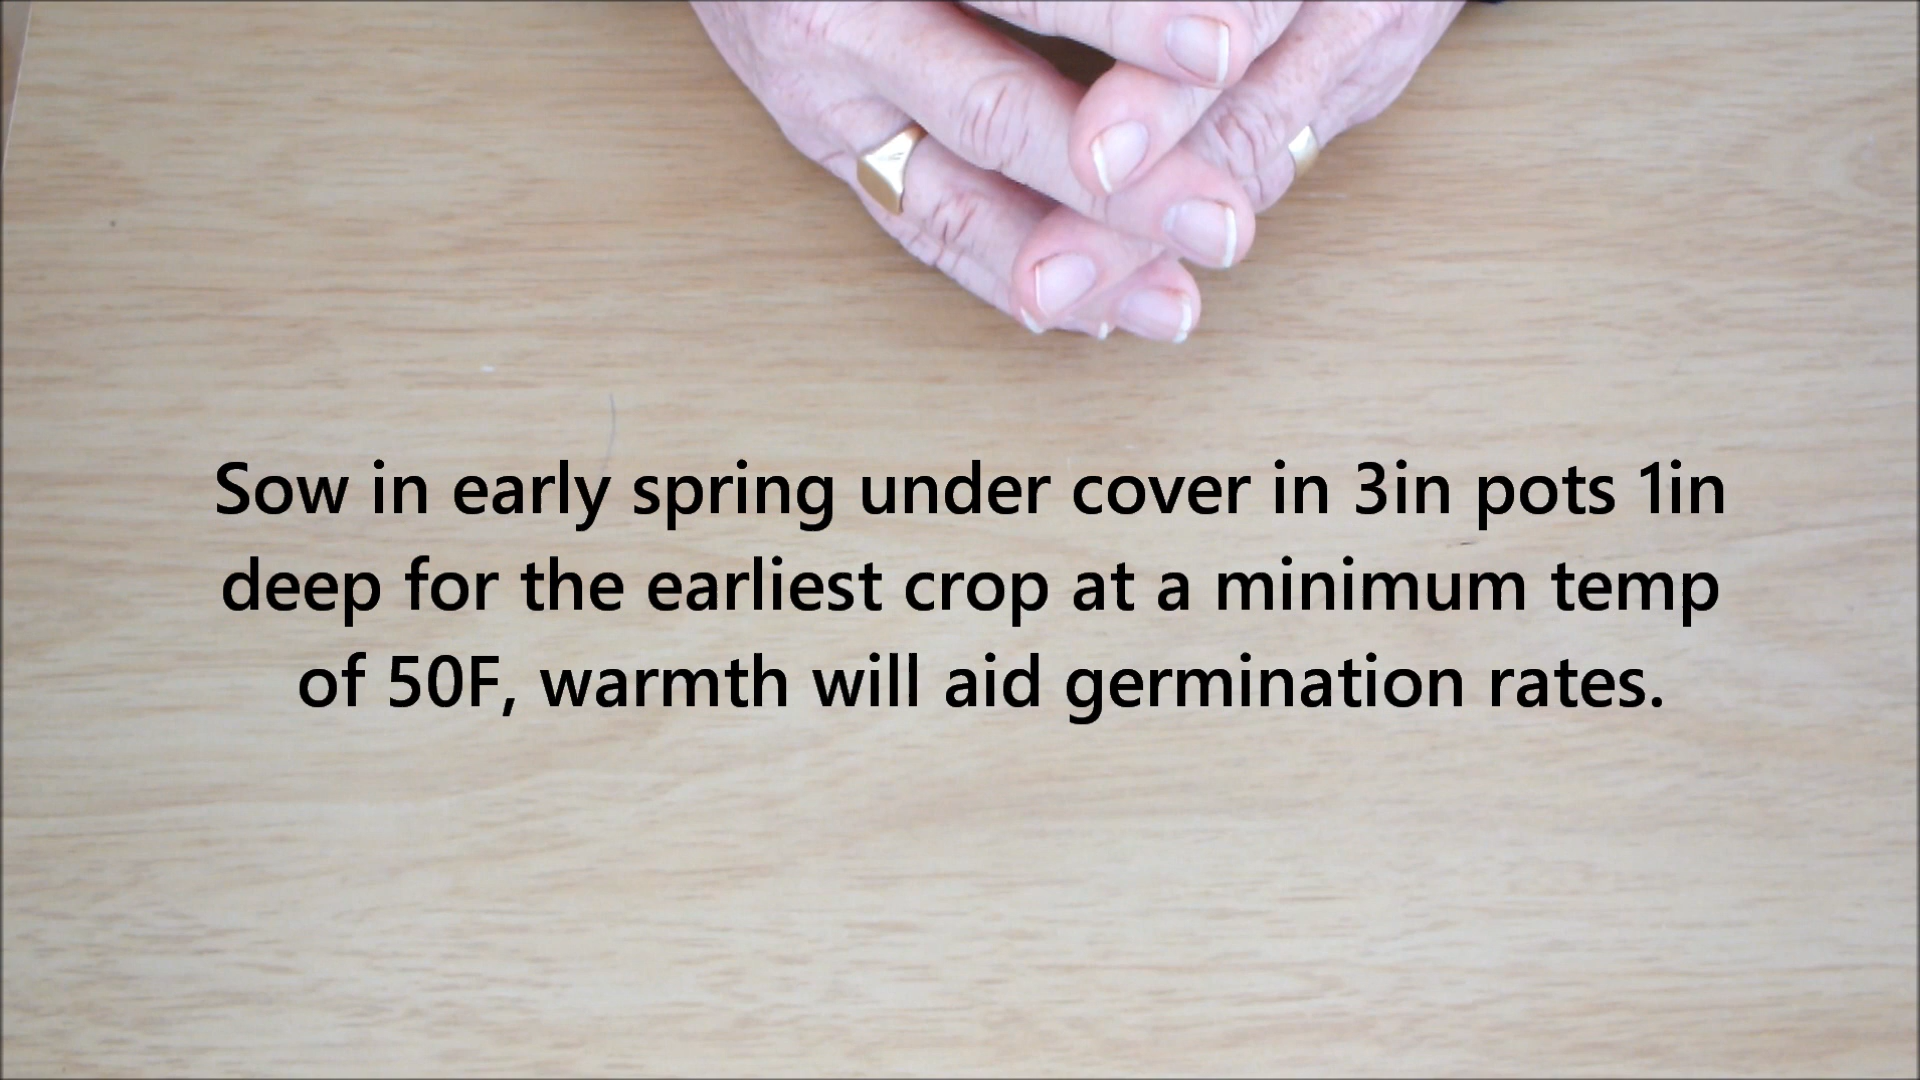 Sow in early spring under cover in 3in pots 1in
deep for the earliest crop at a minimum temp
of 50F, warmth will aid germination rates.